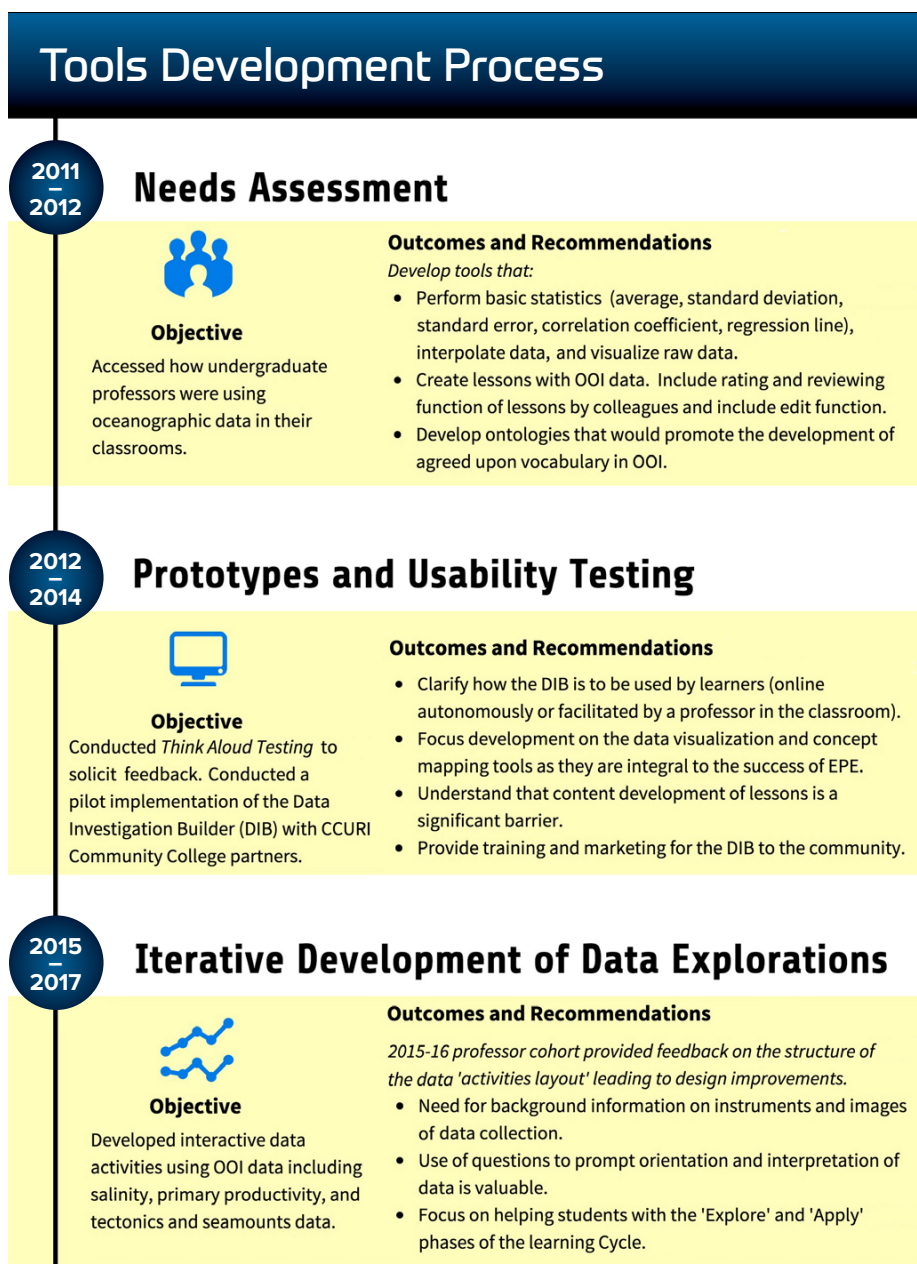 Tools Development Process
2011
–
2012
Needs Assessment
Objective
Accessed how undergraduate
professors were using
oceanographic data in their
classrooms.
Outcomes and Recommendations
Develop tools that:
• Perform basic statistics (average, standard deviation,
standard error, correlation coefficient, regression line),
interpolate data, and visualize raw data.
• Create lessons with OOI data. Include rating and reviewing
function of lessons by colleagues and include edit function.
• Develop ontologies that would promote the development of
agreed upon vocabulary in OOI.
2012
–
2014
Prototypes and Usability Testing
Objective
Conducted Think Aloud Testing to
solicit feedback. Conducted a
pilot implementation of the Data
Investigation Builder (DIB) with CCURI
Community College partners.
Outcomes and Recommendations
• Clarify how the DIB is to be used by learners (online
autonomously or facilitated by a professor in the classroom).
• Focus development on the data visualization and concept
mapping tools as they are integral to the success of EPE.
• Understand that content development of lessons is a
significant barrier.
• Provide training and marketing for the DIB to the community.
2015
–
2017
Iterative Development of Data Explorations
Objective
Developed interactive data
activities using OOI data including
salinity, primary productivity, and
tectonics and seamounts data.
Outcomes and Recommendations
2015-16 professor cohort provided feedback on the structure of
the data 'activities layout' leading to design improvements.
• Need for background information on instruments and images
of data collection.
• Use of questions to prompt orientation and interpretation of
data is valuable.
• Focus on helping students with the 'Explore' and 'Apply'
phases of the learning Cycle.